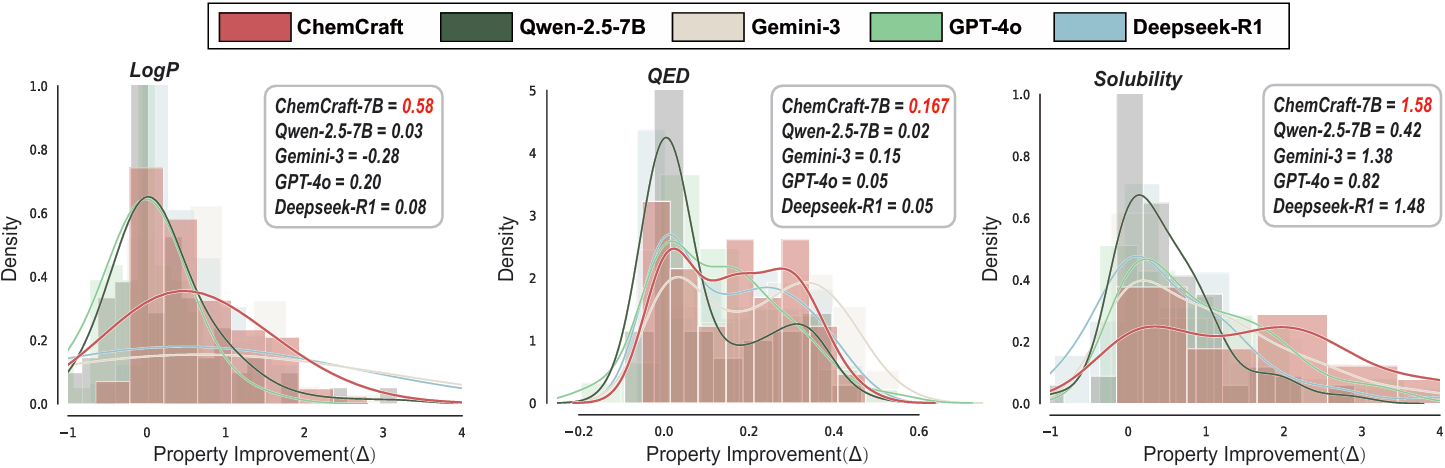 ChemCraft Qwen-2.5-7B Gemini-3 GPT-4o Deepseek-R1
LogP
ChemCraft-7B = 0.58
Qwen-2.5-7B = 0.03
Gemini-3 = -0.28
GPT-4o = 0.20
Deepseek-R1 = 0.08
Density
1.0
0.8
0.6
0.4
0.2
0.0
−1 0 1 2 3 4
Property Improvement(Δ)
QED
ChemCraft-7B = 0.167
Qwen-2.5-7B = 0.02
Gemini-3 = 0.15
GPT-4o = 0.05
Deepseek-R1 = 0.05
Density
5
4
3
2
1
0
−0.2 0.0 0.2 0.4 0.6
Property Improvement(Δ)
Solubility
ChemCraft-7B = 1.58
Qwen-2.5-7B = 0.42
Gemini-3 = 1.38
GPT-4o = 0.82
Deepseek-R1 = 1.48
Density
1.0
0.8
0.6
0.4
0.2
0.0
−1 0 1 2 3 4
Property Improvement(Δ)